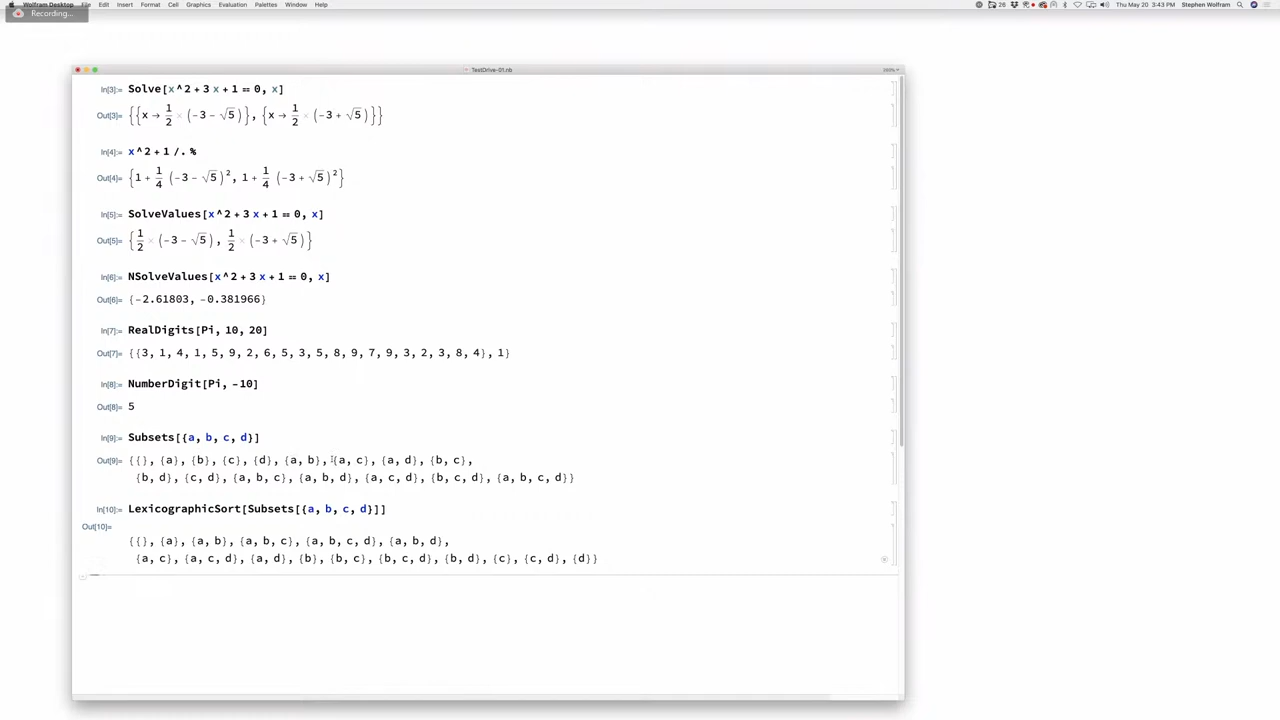 Wolfram Desktop File Edit Insert Format Cell Graphics Evaluation Palettes Window Help
26 Thu May 20 3:43 PM Stephen Wolfram
Recording...
TestDrive-01.nb
In[3]:= Solve[x^2 + 3 x + 1 == 0, x]
Out[3]= {{x → 1/2 × (-3 - √5)}, {x → 1/2 × (-3 + √5)}}
In[4]:= x^2 + 1 /. %
Out[4]= {1 + 1/4 (-3 - √5)^2, 1 + 1/4 (-3 + √5)^2}
In[5]:= SolveValues[x^2 + 3 x + 1 == 0, x]
Out[5]= {1/2 × (-3 - √5), 1/2 × (-3 + √5)}
In[6]:= NSolveValues[x^2 + 3 x + 1 == 0, x]
Out[6]= {-2.61803, -0.381966}
In[7]:= RealDigits[Pi, 10, 20]
Out[7]= {{3, 1, 4, 1, 5, 9, 2, 6, 5, 3, 5, 8, 9, 7, 9, 3, 2, 3, 8, 4}, 1}
In[8]:= NumberDigit[Pi, -10]
Out[8]= 5
In[9]:= Subsets[{a, b, c, d}]
Out[9]= {{}, {a}, {b}, {c}, {d}, {a, b}, {a, c}, {a, d}, {b, c},
{b, d}, {c, d}, {a, b, c}, {a, b, d}, {a, c, d}, {b, c, d}, {a, b, c, d}}
In[10]:= LexicographicSort[Subsets[{a, b, c, d}]]
Out[10]=
{{}, {a}, {a, b}, {a, b, c}, {a, b, c, d}, {a, b, d},
{a, c}, {a, c, d}, {a, d}, {b}, {b, c}, {b, c, d}, {b, d}, {c}, {c, d}, {d}}